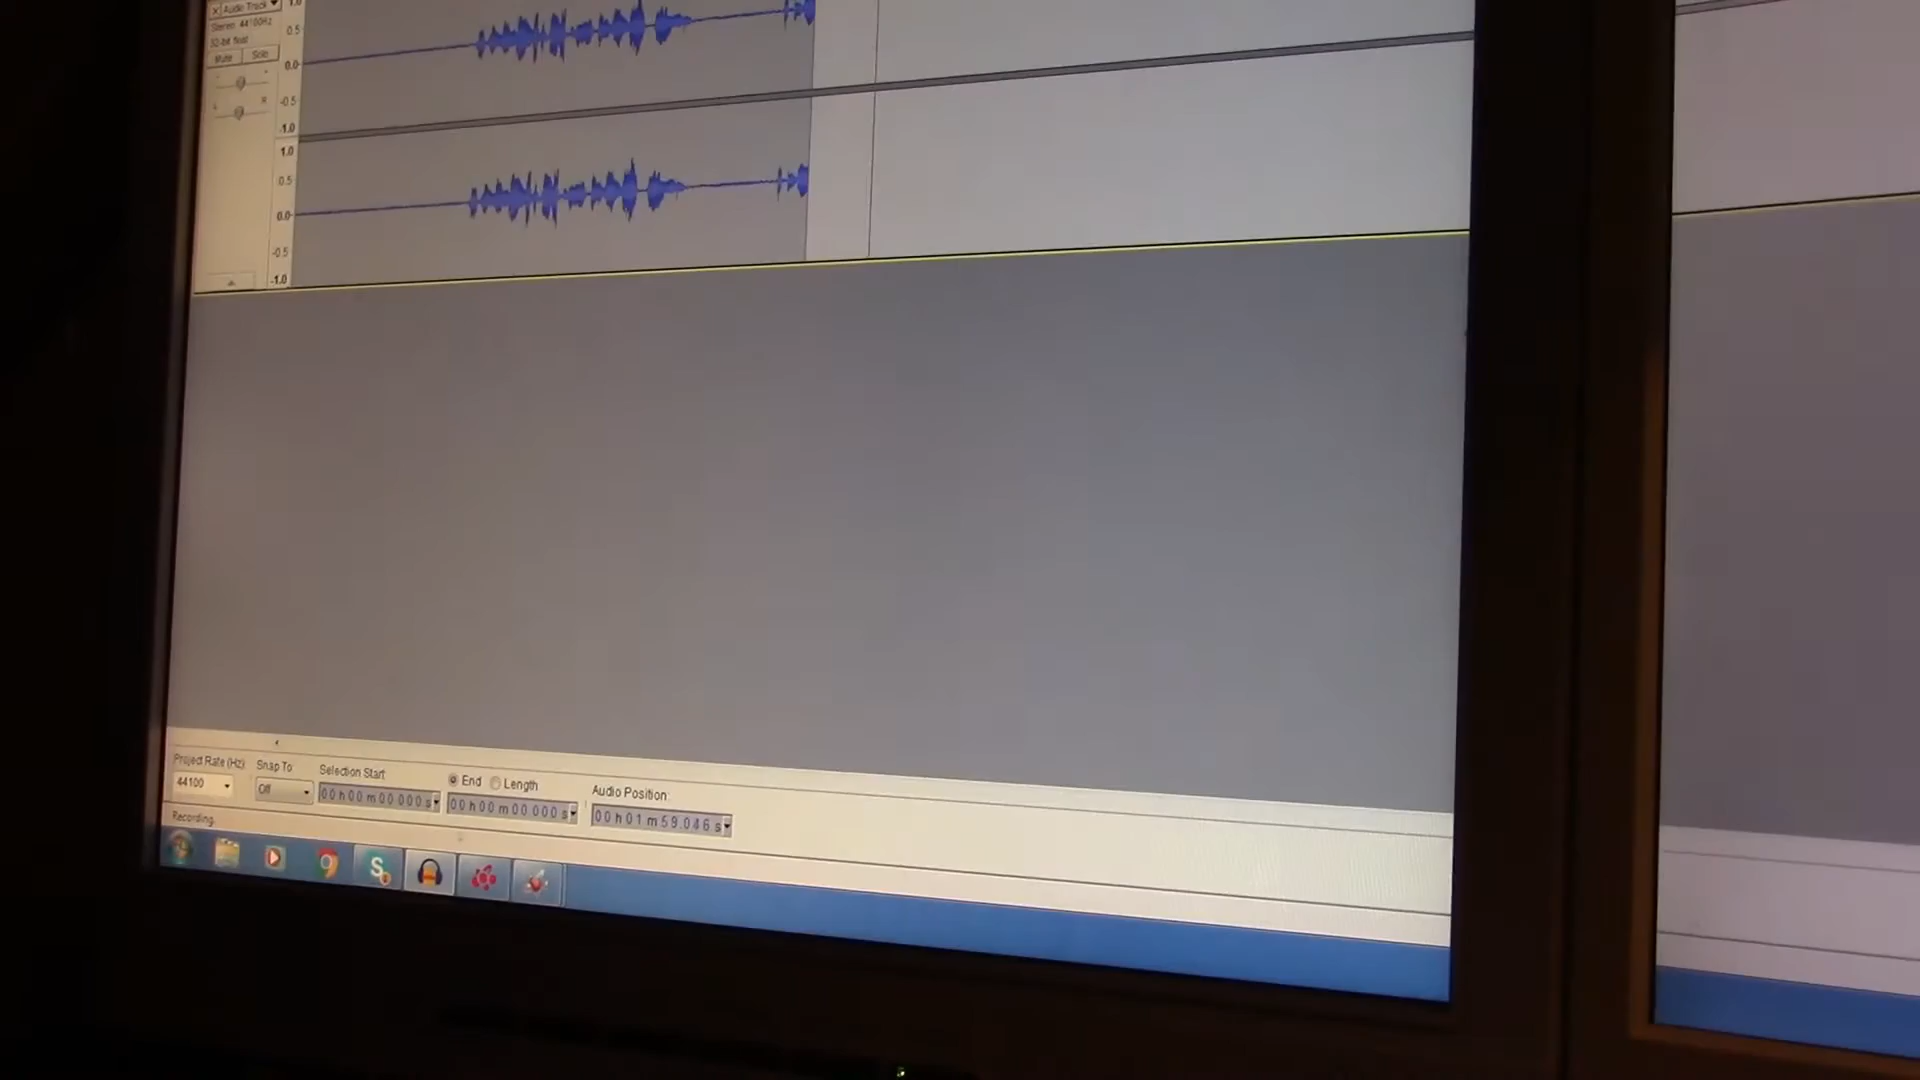 Audio Track
Stereo, 44100Hz
32-bit float
Mute Solo
- +
L R
1.0
0.5
0.0
-0.5
-1.0
1.0
0.5
0.0
-0.5
-1.0
Project Rate (Hz): Snap To: Selection Start: End Length Audio Position:
44100 Off 00 h 00 m 00.000 s 00 h 00 m 00.000 s 00 h 01 m 59.046 s
Recording.